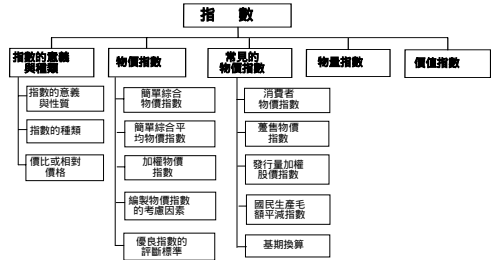 指 數
指數的意義
與種類
物價指數
常見的
物價指數
物量指數
價值指數
指數的意義
與性質
指數的種類
價比或相對
價格
簡單綜合
物價指數
簡單綜合平
均物價指數
加權物價
指數
編製物價指數
的考慮因素
優良指數的
評斷標準
消費者
物價指數
躉售物價
指數
發行量加權
股價指數
國民生產毛
額平減指數
基期換算